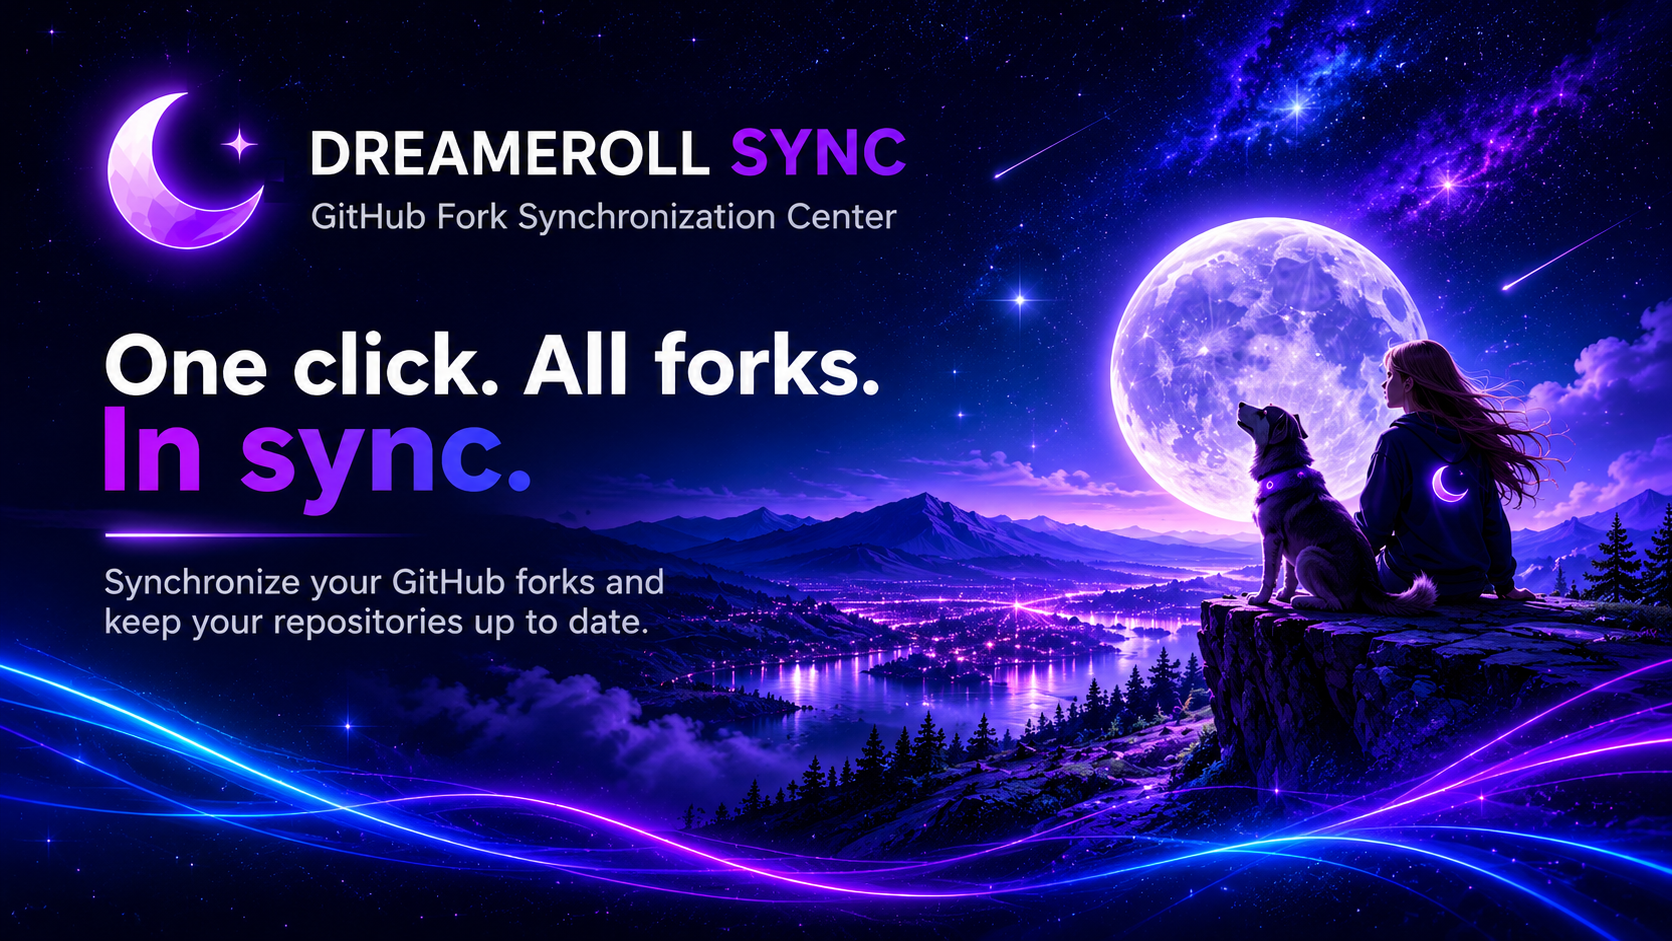 DREAMEROLL SYNC
GitHub Fork Synchronization Center
One click. All forks.
In sync.
Synchronize your GitHub forks and
keep your repositories up to date.